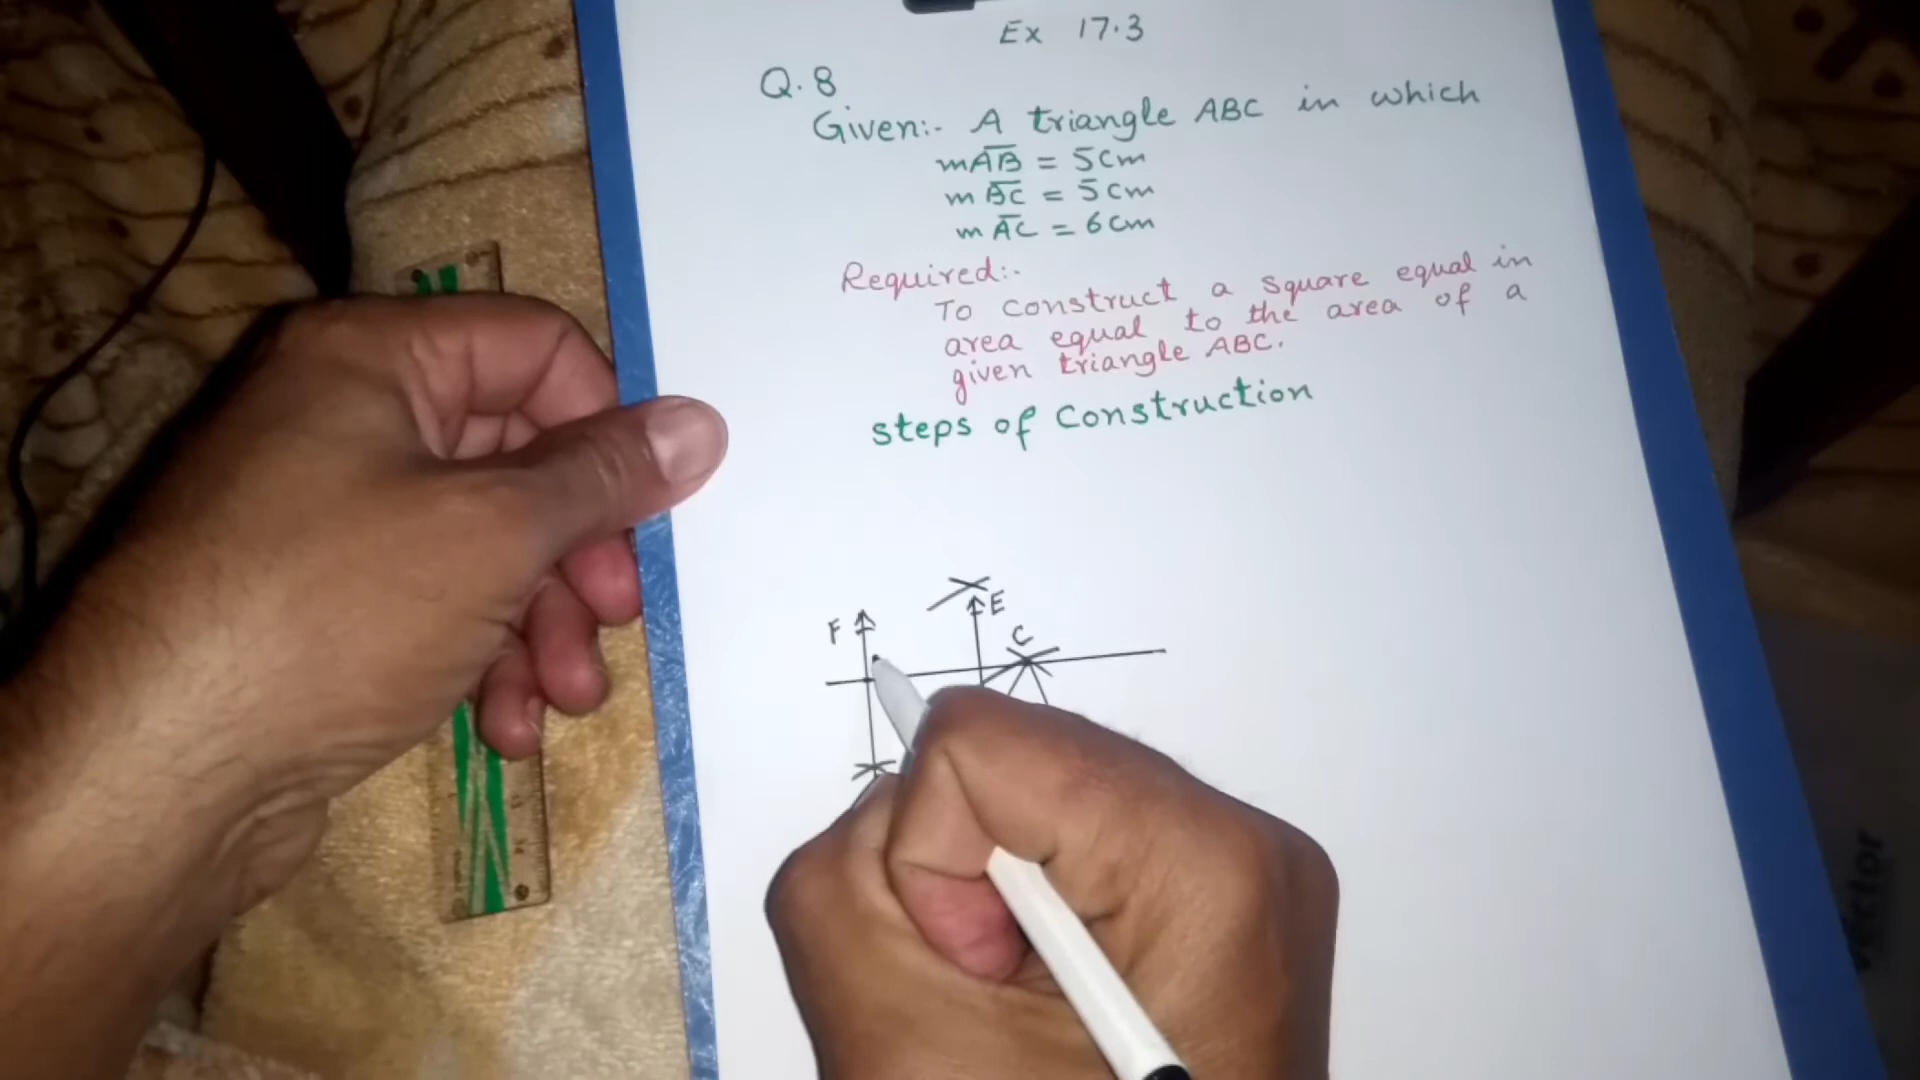 Ex 17.3
Q.8
Given:- A triangle ABC in which
mAB = 5cm
mBC = 5cm
mAC = 6cm
Required:-
To construct a square equal in
area equal to the area of a
given triangle ABC.
steps of construction
E
F
C
vector